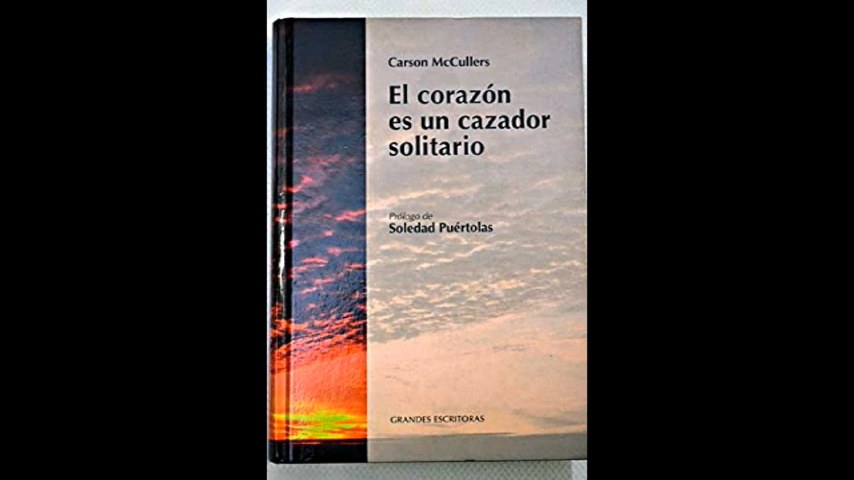 Carson McCullers
El corazón
es un cazador
solitario
Prólogo de
Soledad Puértolas
GRANDES ESCRITORAS